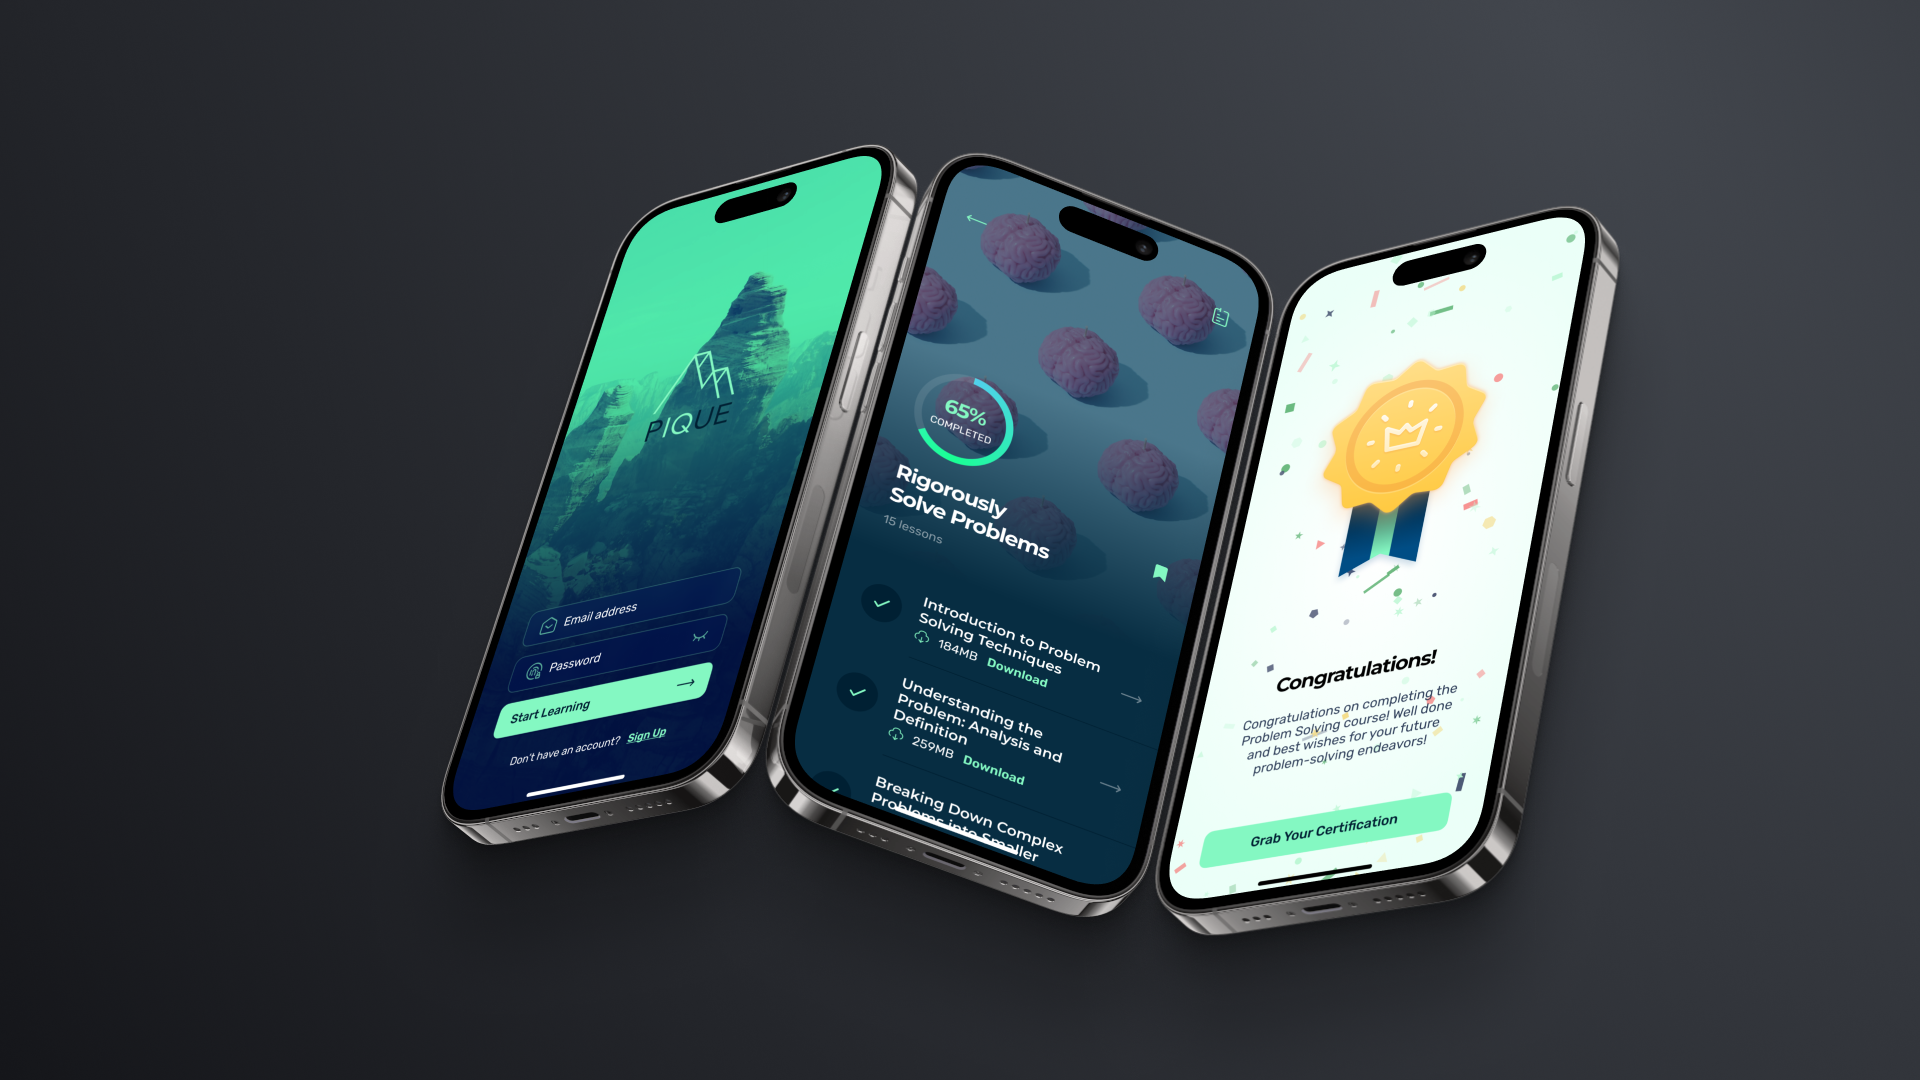 PIQUE
Email address
Password
Start Learning
Don't have an account? Sign Up
65%
COMPLETED
Rigorously
Solve Problems
15 lessons
Introduction to Problem
Solving Techniques
184MB Download
Understanding the
Problem: Analysis and
Definition
259MB Download
Breaking Down Complex
Problems into Smaller
Congratulations!
Congratulations on completing the
Problem Solving course! Well done
and best wishes for your future
problem-solving endeavors!
Grab Your Certification